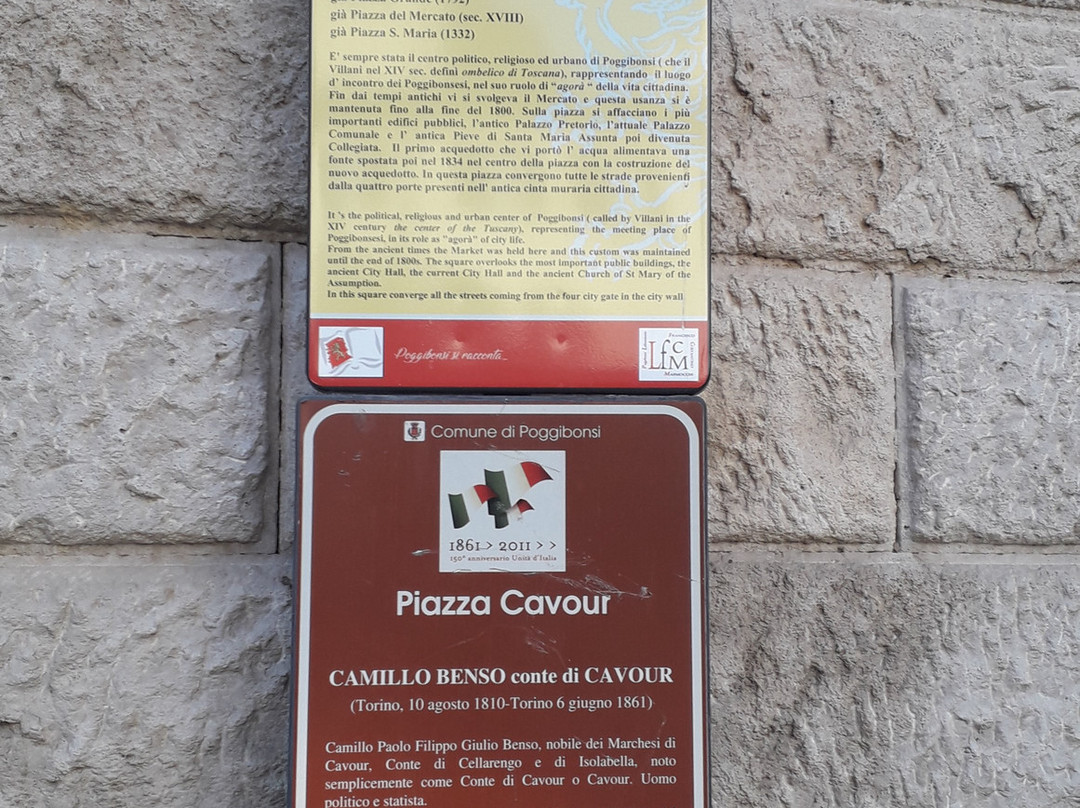 già Piazza Grande (1792)
già Piazza del Mercato (sec. XVIII)
già Piazza S. Maria (1332)
E' sempre stata il centro politico, religioso ed urbano di Poggibonsi ( che il
Villani nel XIV sec. definì ombelico di Toscana), rappresentando il luogo
d' incontro dei Poggibonsesi, nel suo ruolo di “agorà “ della vita cittadina.
Fin dai tempi antichi vi si svolgeva il Mercato e questa usanza si è
mantenuta fino alla fine del 1800. Sulla piazza si affacciano i più
importanti edifici pubblici, l'antico Palazzo Pretorio, l'attuale Palazzo
Comunale e l' antica Pieve di Santa Maria Assunta poi divenuta
Collegiata. Il primo acquedotto che vi portò l' acqua alimentava una
fonte spostata poi nel 1834 nel centro della piazza con la costruzione del
nuovo acquedotto. In questa piazza convergono tutte le strade provenienti
dalla quattro porte presenti nell' antica cinta muraria cittadina.
It 's the political, religious and urban center of Poggibonsi ( called by Villani in the
XIV century the center of the Tuscany), representing the meeting place of
Poggibonsesi, in its role as "agorà" of city life.
From the ancient times the Market was held here and this custom was maintained
until the end of 1800s. The square overlooks the most important public buildings, the
ancient City Hall, the current City Hall and the ancient Church of St Mary of the
Assumption.
In this square converge all the streets coming from the four city gate in the city wall
Poggibonsi si racconta...
LfcM
Comune di Poggibonsi
1861> 2011 > >
150° anniversario Unità d'Italia
Piazza Cavour
CAMILLO BENSO conte di CAVOUR
(Torino, 10 agosto 1810-Torino 6 giugno 1861)
Camillo Paolo Filippo Giulio Benso, nobile dei Marchesi di
Cavour, Conte di Cellarengo e di Isolabella, noto
semplicemente come Conte di Cavour o Cavour. Uomo
politico e statista.